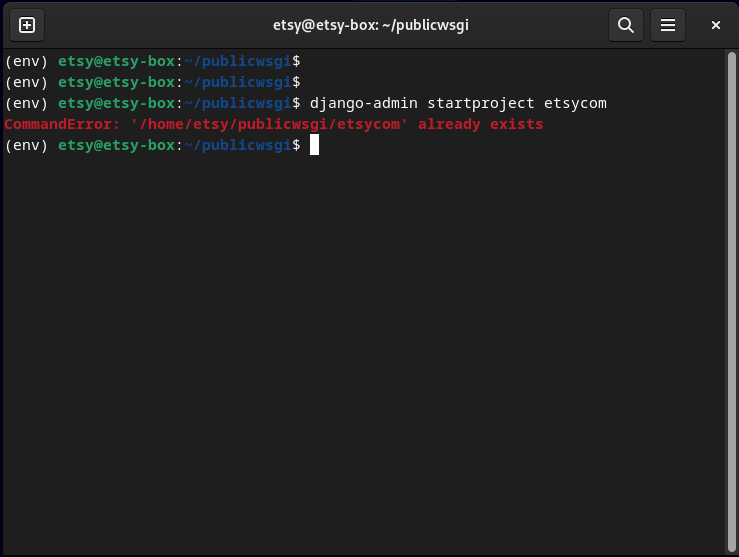 etsy@etsy-box: ~/publicwsgi
(env) etsy@etsy-box:~/publicwsgi$
(env) etsy@etsy-box:~/publicwsgi$
(env) etsy@etsy-box:~/publicwsgi$ django-admin startproject etsycom
CommandError: '/home/etsy/publicwsgi/etsycom' already exists
(env) etsy@etsy-box:~/publicwsgi$